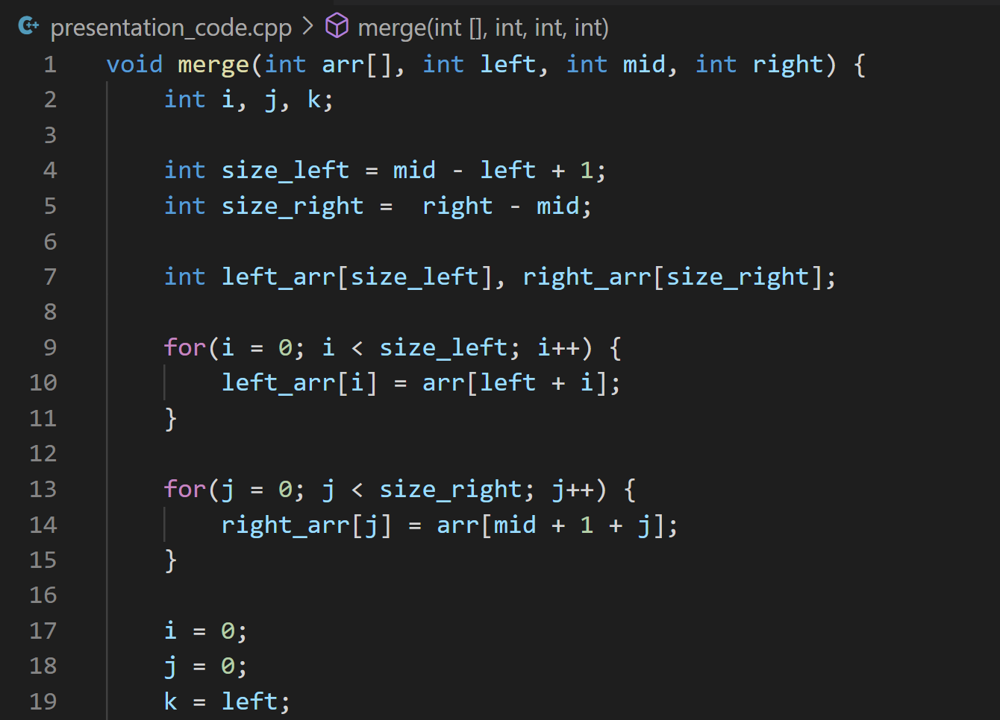 presentation_code.cpp > merge(int [], int, int, int)
1 void merge(int arr[], int left, int mid, int right) {
2     int i, j, k;
3
4     int size_left = mid - left + 1;
5     int size_right =  right - mid;
6
7     int left_arr[size_left], right_arr[size_right];
8
9     for(i = 0; i < size_left; i++) {
10         left_arr[i] = arr[left + i];
11     }
12
13     for(j = 0; j < size_right; j++) {
14         right_arr[j] = arr[mid + 1 + j];
15     }
16
17     i = 0;
18     j = 0;
19     k = left;